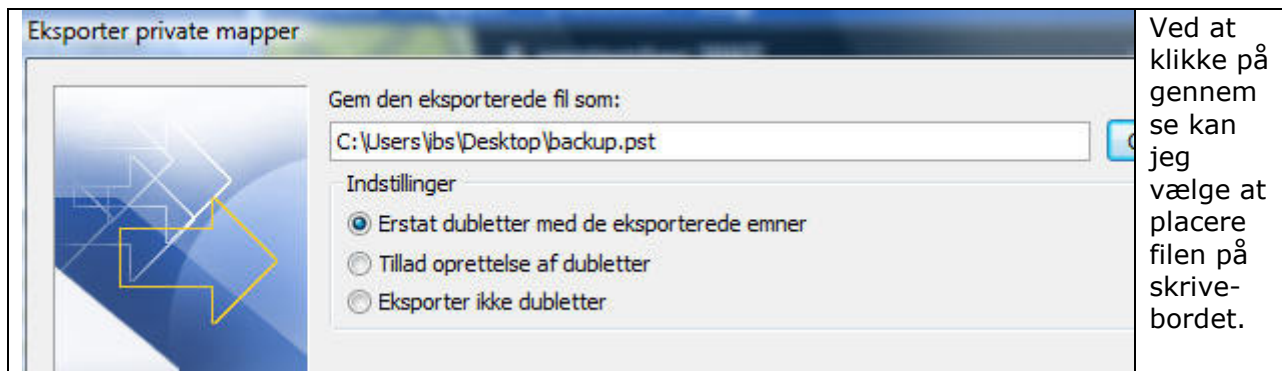 Eksporter private mapper
Gem den eksporterede fil som:
C:\Users\ibs\Desktop\backup.pst
Indstillinger
Erstat dubletter med de eksporterede emner
Tillad oprettelse af dubletter
Eksporter ikke dubletter
Ved at
klikke på
gennem
se kan
jeg
vælge at
placere
filen på
skrive-
bordet.